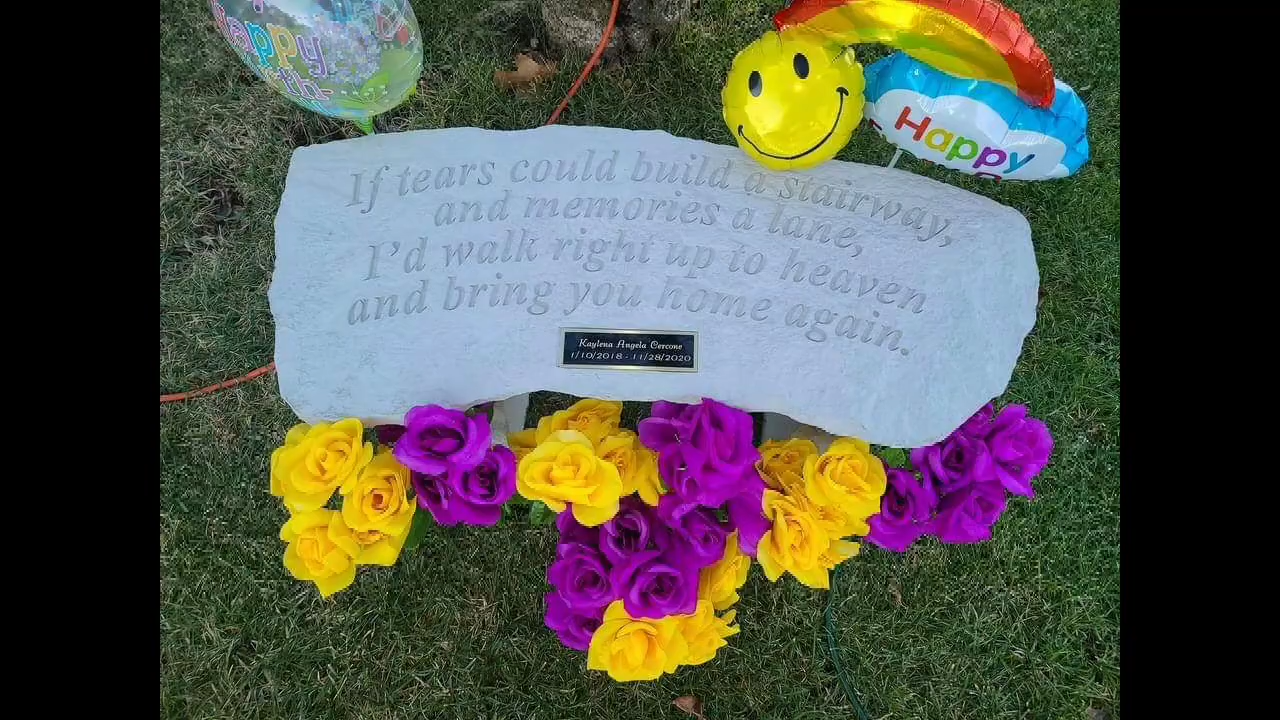 Happy
Happy
If tears could build a stairway,
and memories a lane,
I'd walk right up to heaven
and bring you home again.
Kaylena Angela Cercone
1/10/2018 - 11/28/2020